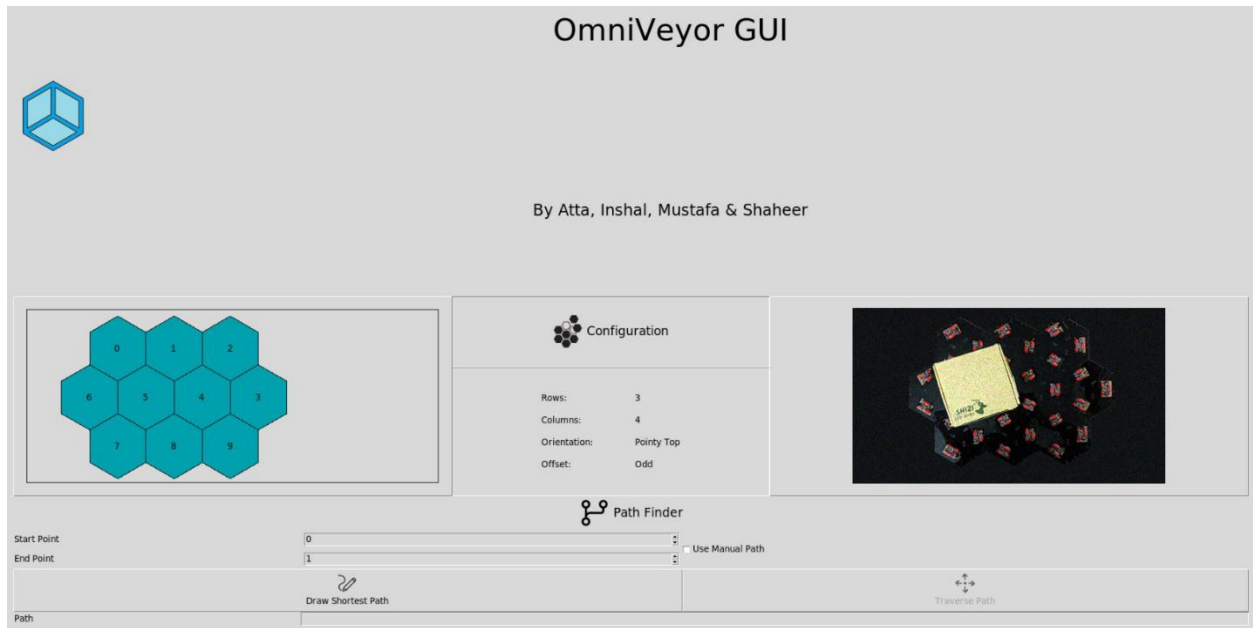 OmniVeyor GUI
By Atta, Inshal, Mustafa & Shaheer
0 1 2
6 5 4 3
7 8 9
Configuration
Rows: 3
Columns: 4
Orientation: Pointy Top
Offset: Odd
SHIZI
Path Finder
Start Point 0
End Point 1
Use Manual Path
Draw Shortest Path
Traverse Path
Path